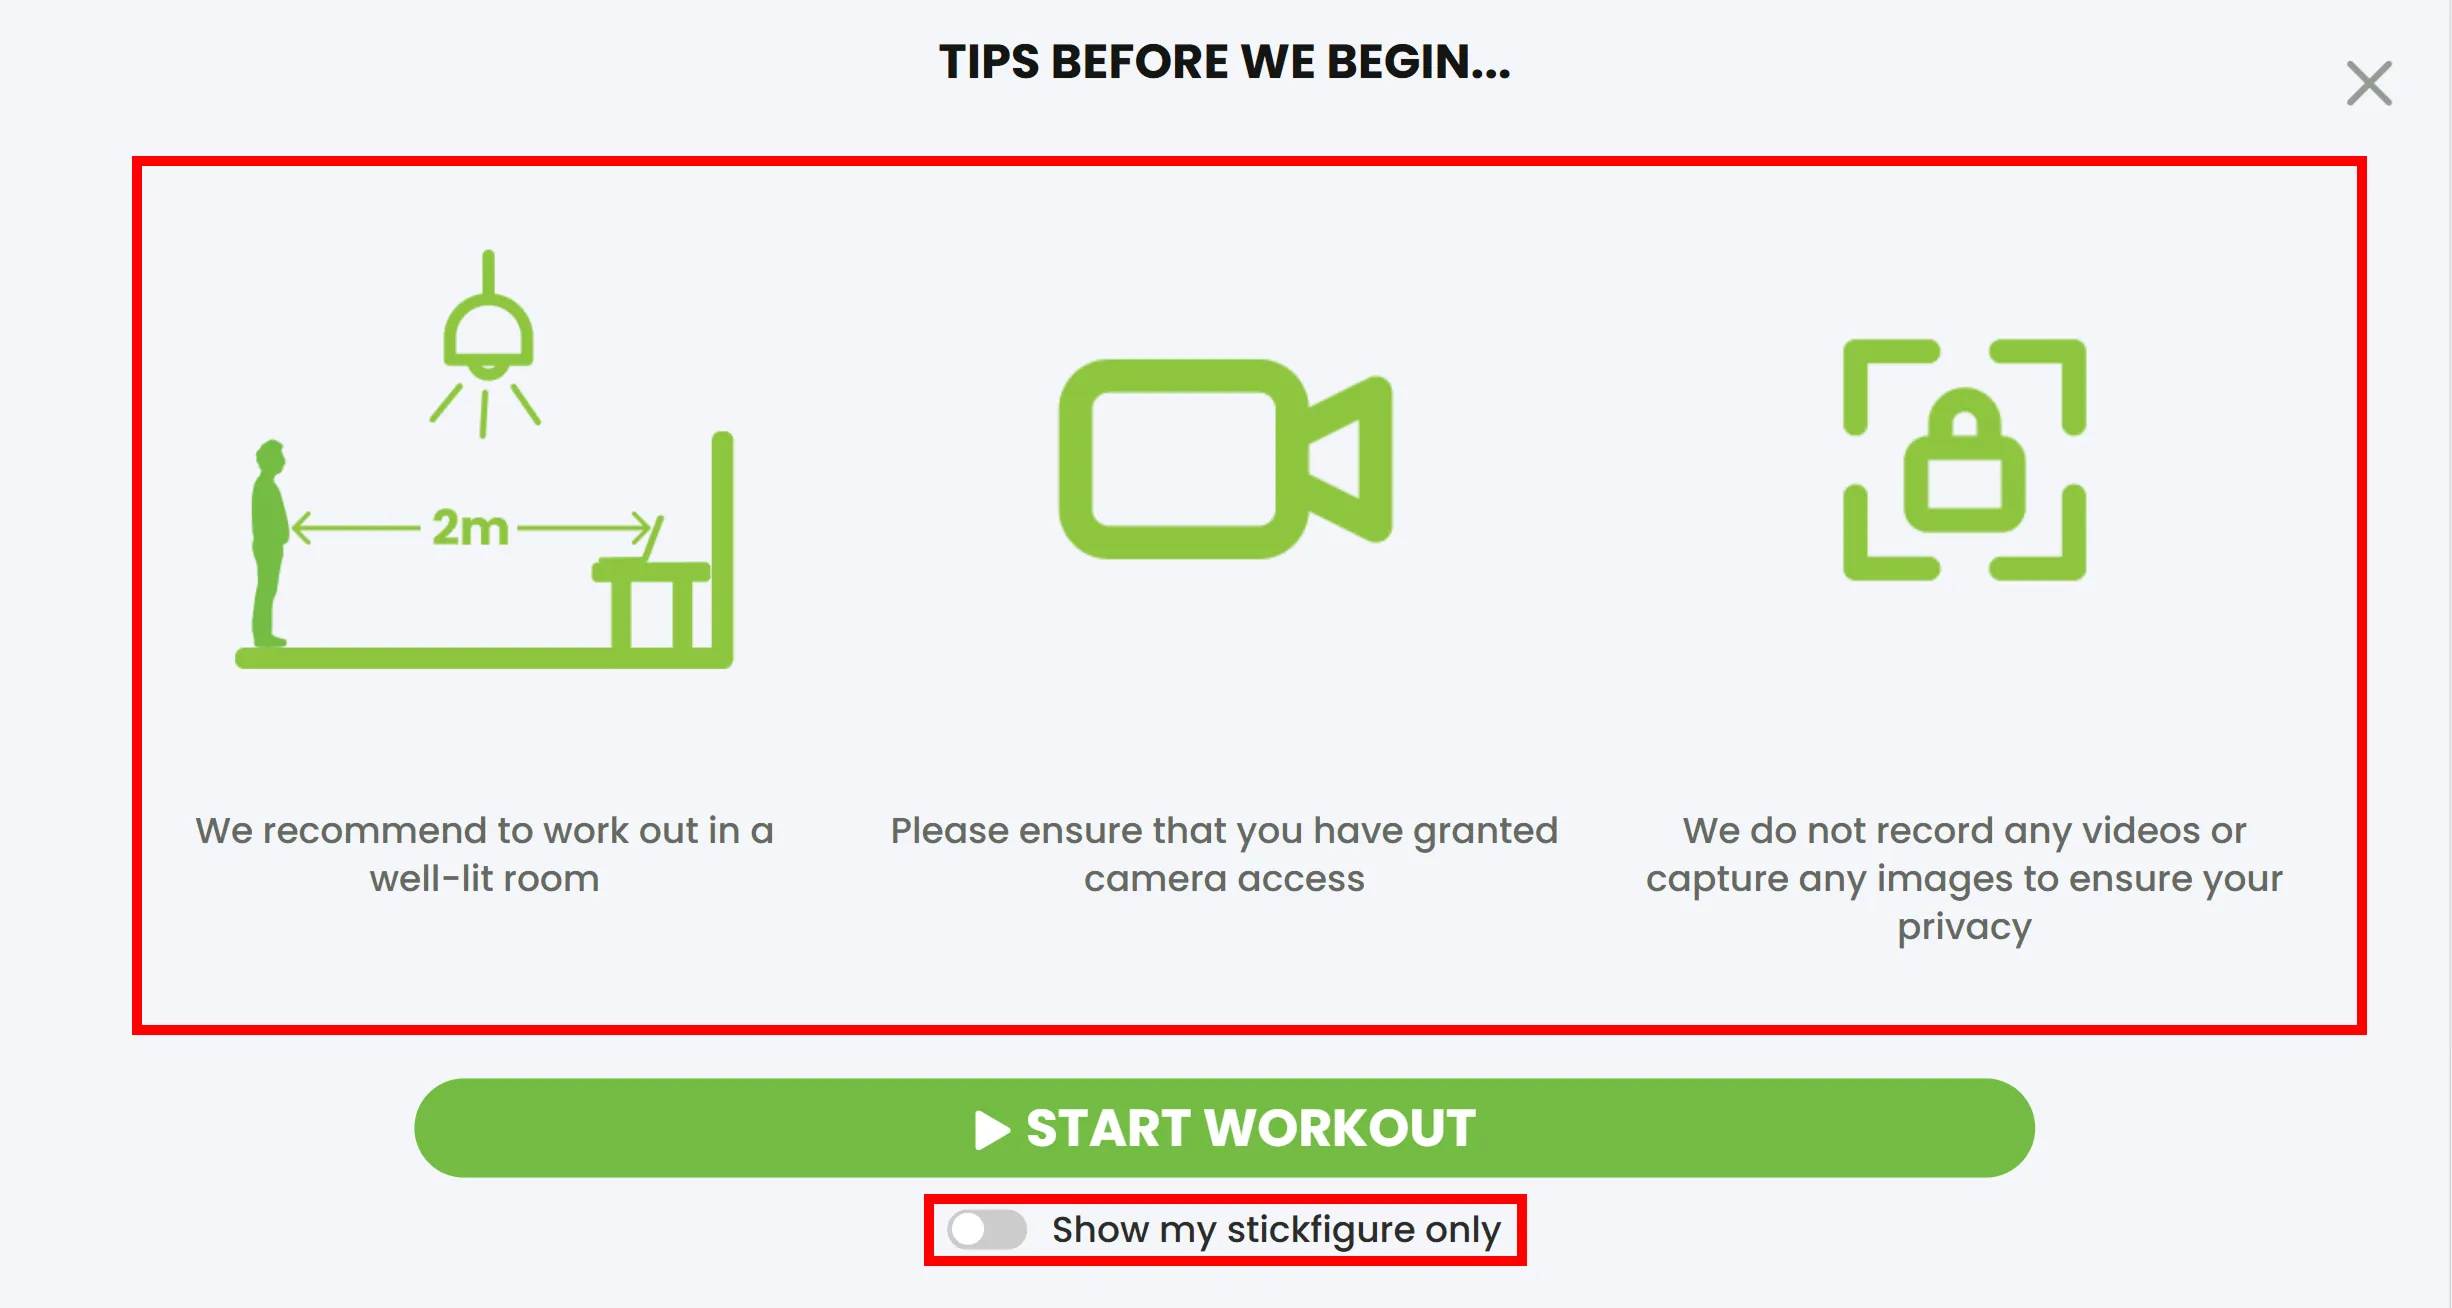 TIPS BEFORE WE BEGIN...
2m
We recommend to work out in a
well-lit room
Please ensure that you have granted
camera access
We do not record any videos or
capture any images to ensure your
privacy
START WORKOUT
Show my stickfigure only